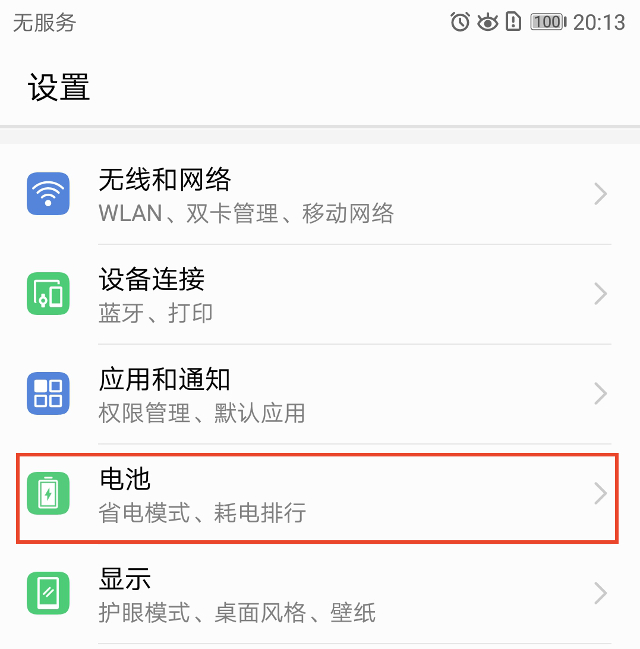 无服务 100 20:13
设置
无线和网络
WLAN、双卡管理、移动网络
设备连接
蓝牙、打印
应用和通知
权限管理、默认应用
电池
省电模式、耗电排行
显示
护眼模式、桌面风格、壁纸